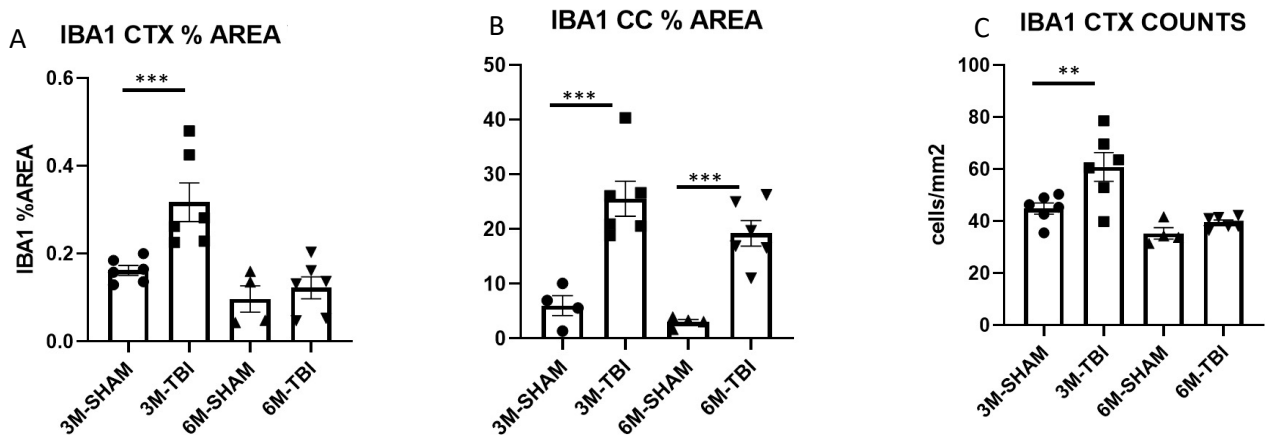 A
IBA1 CTX % AREA
IBA1 %AREA
0.6
0.4
0.2
0.0
***
3M-SHAM
3M-TBI
6M-SHAM
6M-TBI
B
IBA1 CC % AREA
50
40
30
20
10
0
***
***
3M-SHAM
3M-TBI
6M-SHAM
6M-TBI
C
IBA1 CTX COUNTS
cells/mm2
100
80
60
40
20
0
**
3M-SHAM
3M-TBI
6M-SHAM
6M-TBI